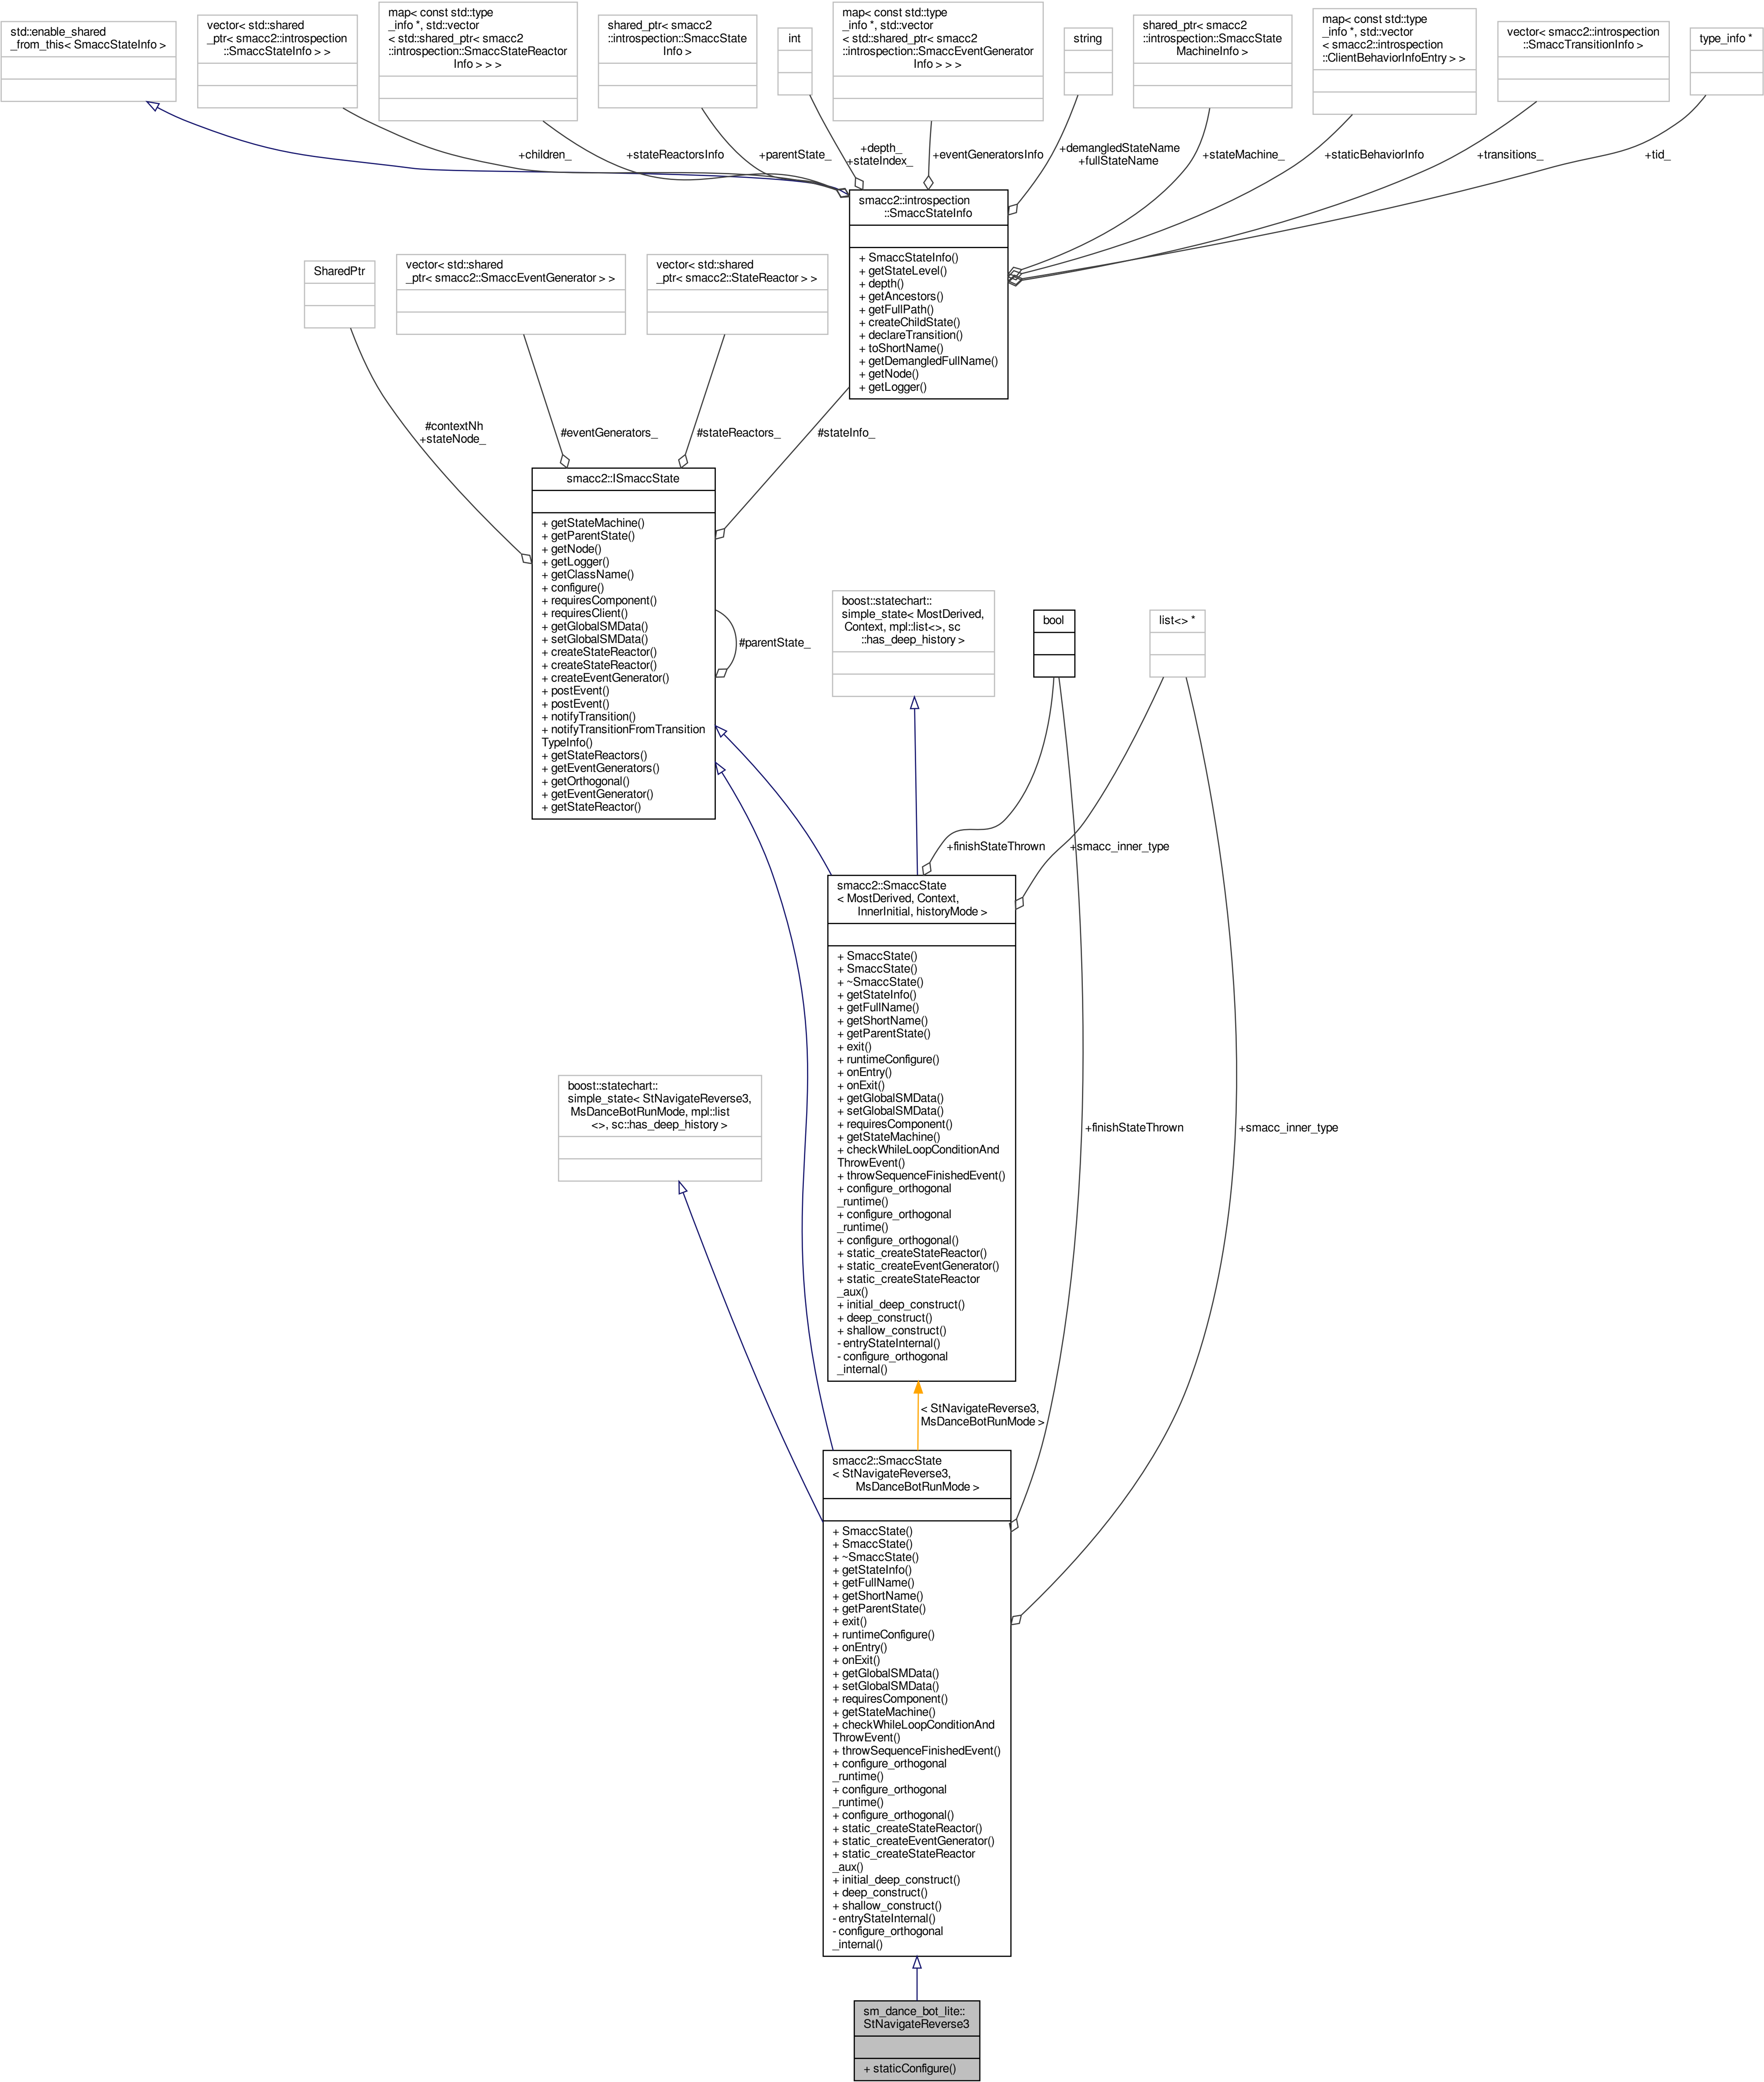 std::enable_shared
_from_this< SmaccStateInfo >
vector< std::shared
_ptr< smacc2::introspection
::SmaccStateInfo > >
map< const std::type
_info *, std::vector
< std::shared_ptr< smacc2
::introspection::SmaccStateReactor
Info > > >
shared_ptr< smacc2
::introspection::SmaccState
Info >
int
map< const std::type
_info *, std::vector
< std::shared_ptr< smacc2
::introspection::SmaccEventGenerator
Info > > >
string
shared_ptr< smacc2
::introspection::SmaccState
MachineInfo >
map< const std::type
_info *, std::vector
< smacc2::introspection
::ClientBehaviorInfoEntry > >
vector< smacc2::introspection
::SmaccTransitionInfo >
type_info *
+children_
+stateReactorsInfo
+parentState_
+depth_
+stateIndex_
+eventGeneratorsInfo
+demangledStateName
+fullStateName
+stateMachine_
+staticBehaviorInfo
+transitions_
+tid_
smacc2::introspection
::SmaccStateInfo
+ SmaccStateInfo()
+ getStateLevel()
+ depth()
+ getAncestors()
+ getFullPath()
+ createChildState()
+ declareTransition()
+ toShortName()
+ getDemangledFullName()
+ getNode()
+ getLogger()
SharedPtr
vector< std::shared
_ptr< smacc2::SmaccEventGenerator > >
vector< std::shared
_ptr< smacc2::StateReactor > >
#contextNh
+stateNode_
#eventGenerators_
#stateReactors_
#stateInfo_
smacc2::ISmaccState
+ getStateMachine()
+ getParentState()
+ getNode()
+ getLogger()
+ getClassName()
+ configure()
+ requiresComponent()
+ requiresClient()
+ getGlobalSMData()
+ setGlobalSMData()
+ createStateReactor()
+ createStateReactor()
+ createEventGenerator()
+ postEvent()
+ postEvent()
+ notifyTransition()
+ notifyTransitionFromTransition
TypeInfo()
+ getStateReactors()
+ getEventGenerators()
+ getOrthogonal()
+ getEventGenerator()
+ getStateReactor()
#parentState_
boost::statechart::
simple_state< MostDerived,
Context, mpl::list<>, sc
::has_deep_history >
bool
list<> *
+finishStateThrown
+smacc_inner_type
smacc2::SmaccState
< MostDerived, Context,
InnerInitial, historyMode >
+ SmaccState()
+ SmaccState()
+ ~SmaccState()
+ getStateInfo()
+ getFullName()
+ getShortName()
+ getParentState()
+ exit()
+ runtimeConfigure()
+ onEntry()
+ onExit()
+ getGlobalSMData()
+ setGlobalSMData()
+ requiresComponent()
+ getStateMachine()
+ checkWhileLoopConditionAnd
ThrowEvent()
+ throwSequenceFinishedEvent()
+ configure_orthogonal
_runtime()
+ configure_orthogonal
_runtime()
+ configure_orthogonal()
+ static_createStateReactor()
+ static_createEventGenerator()
+ static_createStateReactor
_aux()
+ initial_deep_construct()
+ deep_construct()
+ shallow_construct()
- entryStateInternal()
- configure_orthogonal
_internal()
boost::statechart::
simple_state< StNavigateReverse3,
MsDanceBotRunMode, mpl::list
<>, sc::has_deep_history >
+finishStateThrown
+smacc_inner_type
< StNavigateReverse3,
MsDanceBotRunMode >
smacc2::SmaccState
< StNavigateReverse3,
MsDanceBotRunMode >
+ SmaccState()
+ SmaccState()
+ ~SmaccState()
+ getStateInfo()
+ getFullName()
+ getShortName()
+ getParentState()
+ exit()
+ runtimeConfigure()
+ onEntry()
+ onExit()
+ getGlobalSMData()
+ setGlobalSMData()
+ requiresComponent()
+ getStateMachine()
+ checkWhileLoopConditionAnd
ThrowEvent()
+ throwSequenceFinishedEvent()
+ configure_orthogonal
_runtime()
+ configure_orthogonal
_runtime()
+ configure_orthogonal()
+ static_createStateReactor()
+ static_createEventGenerator()
+ static_createStateReactor
_aux()
+ initial_deep_construct()
+ deep_construct()
+ shallow_construct()
- entryStateInternal()
- configure_orthogonal
_internal()
sm_dance_bot_lite::
StNavigateReverse3
+ staticConfigure()